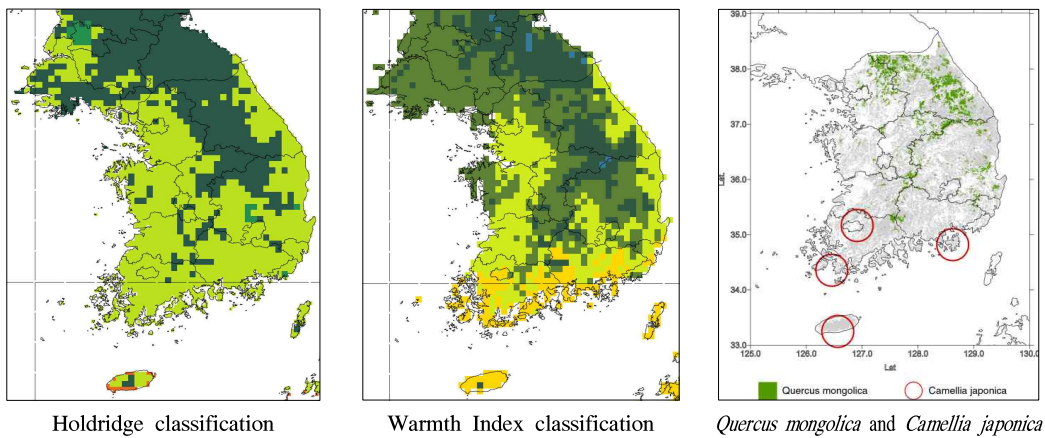 39.0
38.0
37.0
36.0
35.0
34.0
33.0
Lat.
125.0 126.0 127.0 128.0 129.0 130.0
Lat
Quercus mongolica Camellia japonica
Holdridge classification
Warmth Index classification
Quercus mongolica and Camellia japonica